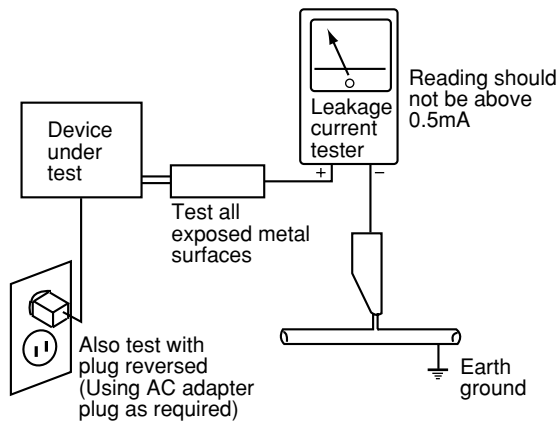 Device
under
test
Leakage
current
tester
Reading should
not be above
0.5mA
+
–
Test all
exposed metal
surfaces
Also test with
plug reversed
(Using AC adapter
plug as required)
Earth
ground